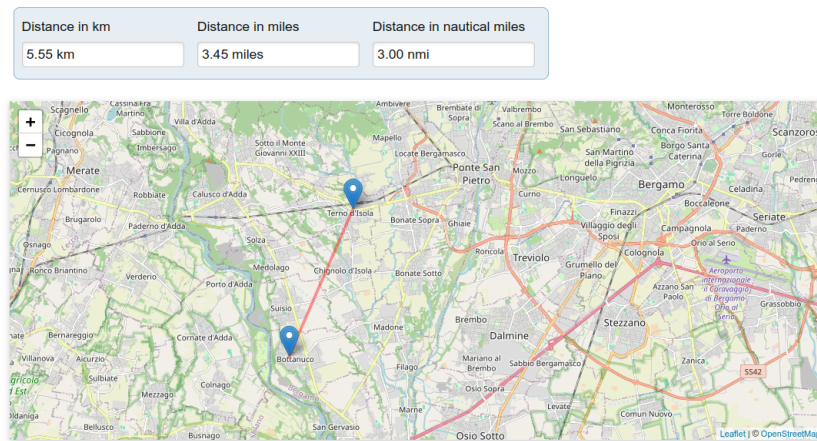 Distance in km
Distance in miles
Distance in nautical miles
5.55 km
3.45 miles
3.00 nmi
+
−
Scagnello
Cassina Fra
Martino
Ambivere
Brembate di
Sopra
Valbrembo
Monterosso
Torre Boldone
Cicognola
Sabbione
Villa d'Adda
Scano al Brembo
San Sebastiano
Conca Fiorita
Scanzoros
Pagnano
Imbersago
Sotto il Monte
Giovanni XXIII
Mapello
Locate Bergamasco
San Martino
della Pigrizia
Borgo Santa
Caterina
Gorle
Merate
Ponte San
Pietro
Mozzo
Longuelo
Bergamo
Pedren
Cernusco Lombardone
Robbiate
Calusco d'Adda
Curno
Celadina
Boccaleone
Brugarolo
Paderno d'Adda
Terno d'Isola
Bonate Sopra
Ghiaie
Finazzi
Villaggio degli
Sposi
Campagnola
Seriate
Paderno
Osnago
Solza
Roncola
Treviolo
Colognola
Orio al Serio
Ronco Briantino
Verderio
Medolago
Chignolo d'Isola
Bonate Sotto
Grumello del
Piano
Aeroporto
internazionale
il Caravaggio
di Bergamo
Orio al
Serio
Porto d'Adda
Azzano San
Paolo
Grassobbio
Suisio
Madone
Brembo
Stezzano
Bernareggio
Cornate d'Adda
Dalmine
Villanova
Aicurzio
Bottanuco
Filago
Mariano al
Brembo
Sabbio Bergamasco
Zanica
SS42
Agricolo
d Est
Sulbiate
Colnago
Mezzago
Osio Sopra
Marne
Levate
Comun Nuovo
Bellusco
Busnago
San Gervasio
Osio Sotto
Leaflet | © OpenStreetMap